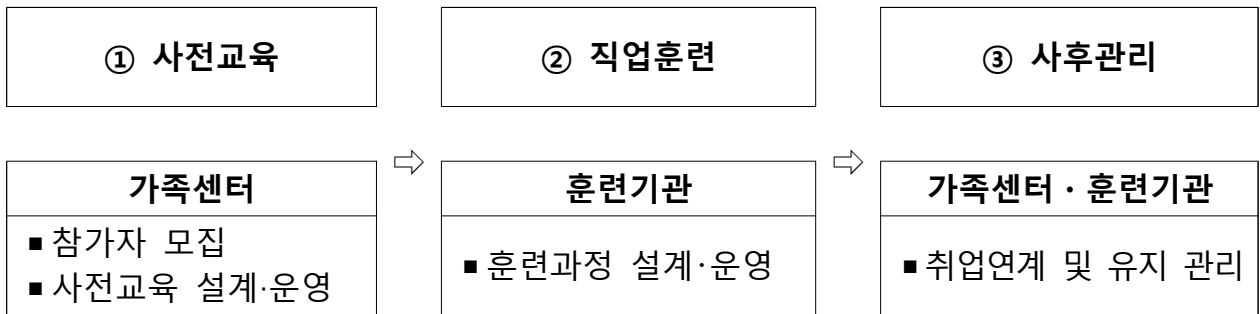 ① 사전교육
② 직업훈련
③ 사후관리
가족센터
■ 참가자 모집
■ 사전교육 설계·운영
⇨
훈련기관
■ 훈련과정 설계·운영
⇨
가족센터·훈련기관
■ 취업연계 및 유지 관리